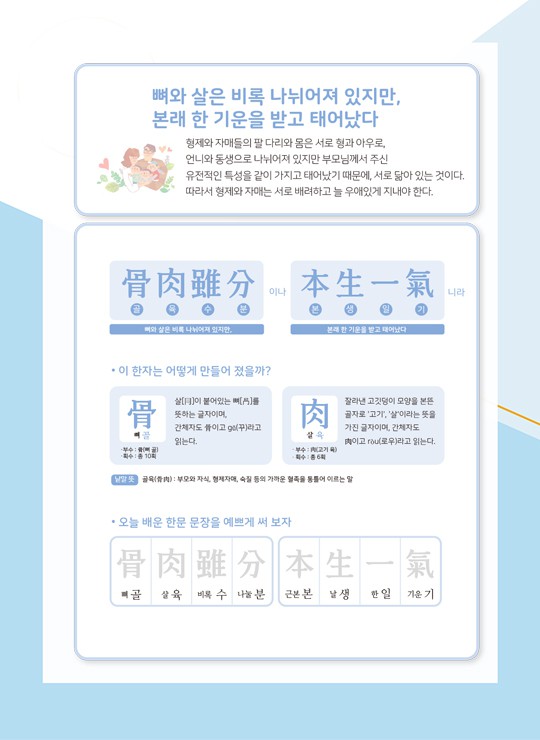 뼈와 살은 비록 나뉘어져 있지만,
본래 한 기운을 받고 태어났다
형제와 자매들의 팔 다리와 몸은 서로 형과 아우로,
언니와 동생으로 나뉘어져 있지만 부모님께서 주신
유전적인 특성을 같이 가지고 태어났기 때문에, 서로 닮아 있는 것이다.
따라서 형제와 자매는 서로 배려하고 늘 우애있게 지내야 한다.
骨肉雖分 이나 本生一氣 니라
골 육 수 분 본 생 일 기
뼈와 살은 비록 나뉘어져 있지만, 본래 한 기운을 받고 태어났다
• 이 한자는 어떻게 만들어 졌을까?
骨
뼈 골
· 부수 : 骨(뼈 골)
· 획수 : 총 10획
살[月]이 붙어있는 뼈[冎]를
뜻하는 글자이며,
간체자도 骨이고 gǔ(꾸)라고
읽는다.
肉
살 육
· 부수 : 肉(고기 육)
· 획수 : 총 6획
잘라낸 고깃덩이 모양을 본뜬
글자로 '고기', '살'이라는 뜻을
가진 글자이며, 간체자도
肉이고 ròu(로우)라고 읽는다.
낱말 뜻 골육(骨肉) : 부모와 자식, 형제자매, 숙질 등의 가까운 혈족을 통틀어 이르는 말
• 오늘 배운 한문 문장을 예쁘게 써 보자
骨 肉 雖 分 本 生 一 氣
뼈 골 살 육 비록 수 나눌 분 근본 본 날 생 한 일 기운 기